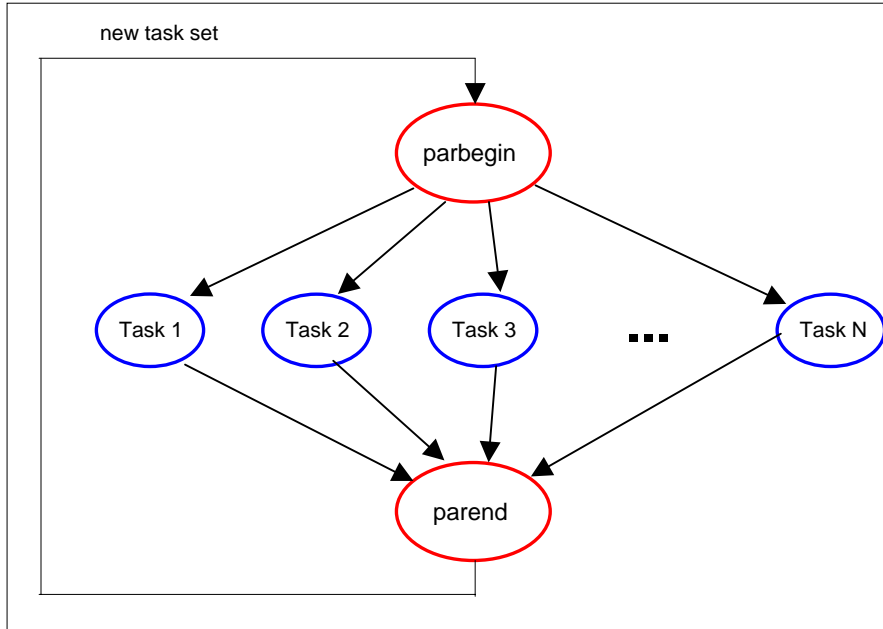 new task set
parbegin
Task 1
Task 2
Task 3
...
Task N
parend